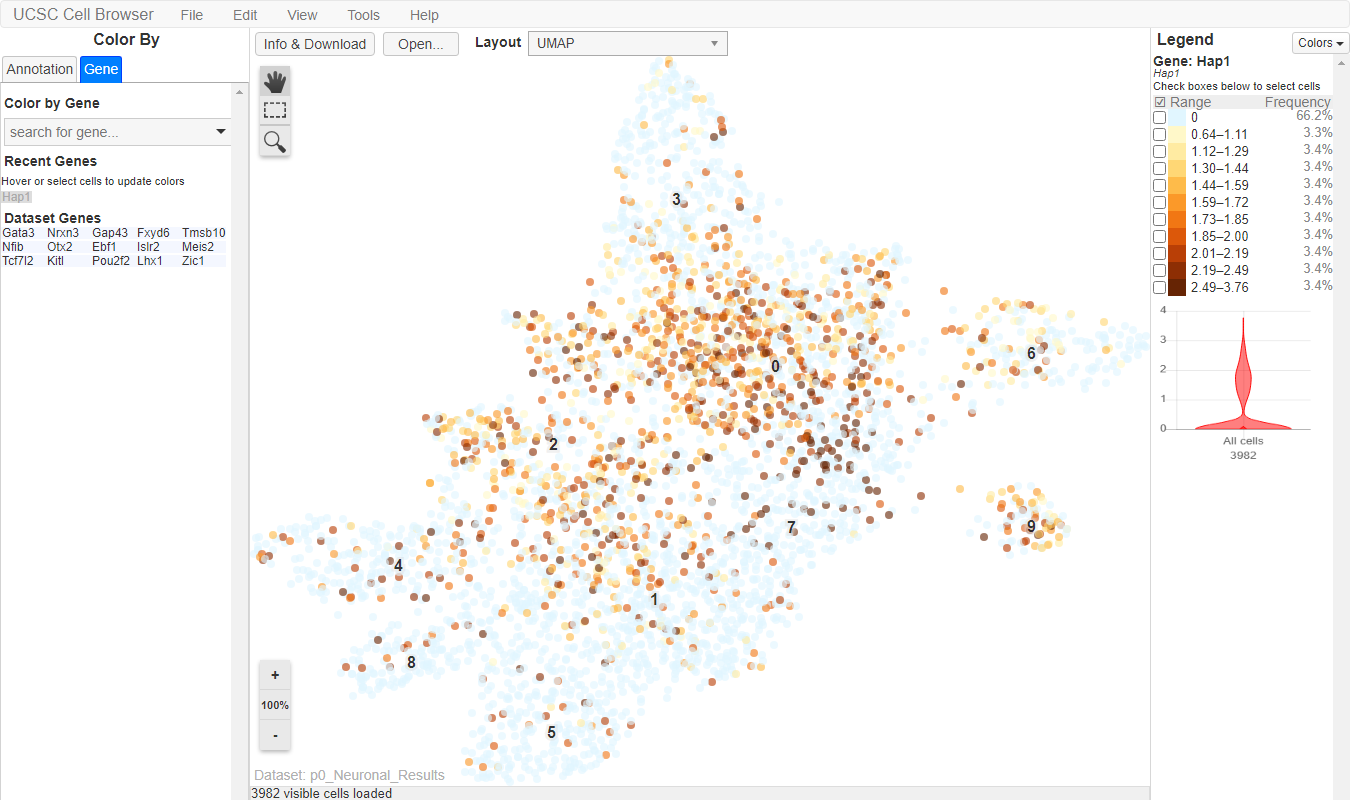 UCSC Cell Browser File Edit View Tools Help
Color By
Annotation Gene
Color by Gene
search for gene...
Recent Genes
Hover or select cells to update colors
Hap1
Dataset Genes
Gata3 Nrxn3 Gap43 Fxyd6 Tmsb10
Nfib Otx2 Ebf1 Islr2 Meis2
Tcf7l2 Kitl Pou2f2 Lhx1 Zic1
Info & Download Open... Layout UMAP
3
0
6
2
7
9
4
1
8
5
+
100%
-
Dataset: p0_Neuronal_Results
3982 visible cells loaded
Legend Colors
Gene: Hap1
Hap1
Check boxes below to select cells
Range Frequency
0 66.2%
0.64–1.11 3.3%
1.12–1.29 3.4%
1.30–1.44 3.4%
1.44–1.59 3.4%
1.59–1.72 3.4%
1.73–1.85 3.4%
1.85–2.00 3.4%
2.01–2.19 3.4%
2.19–2.49 3.4%
2.49–3.76 3.4%
4
3
2
1
0
All cells
3982